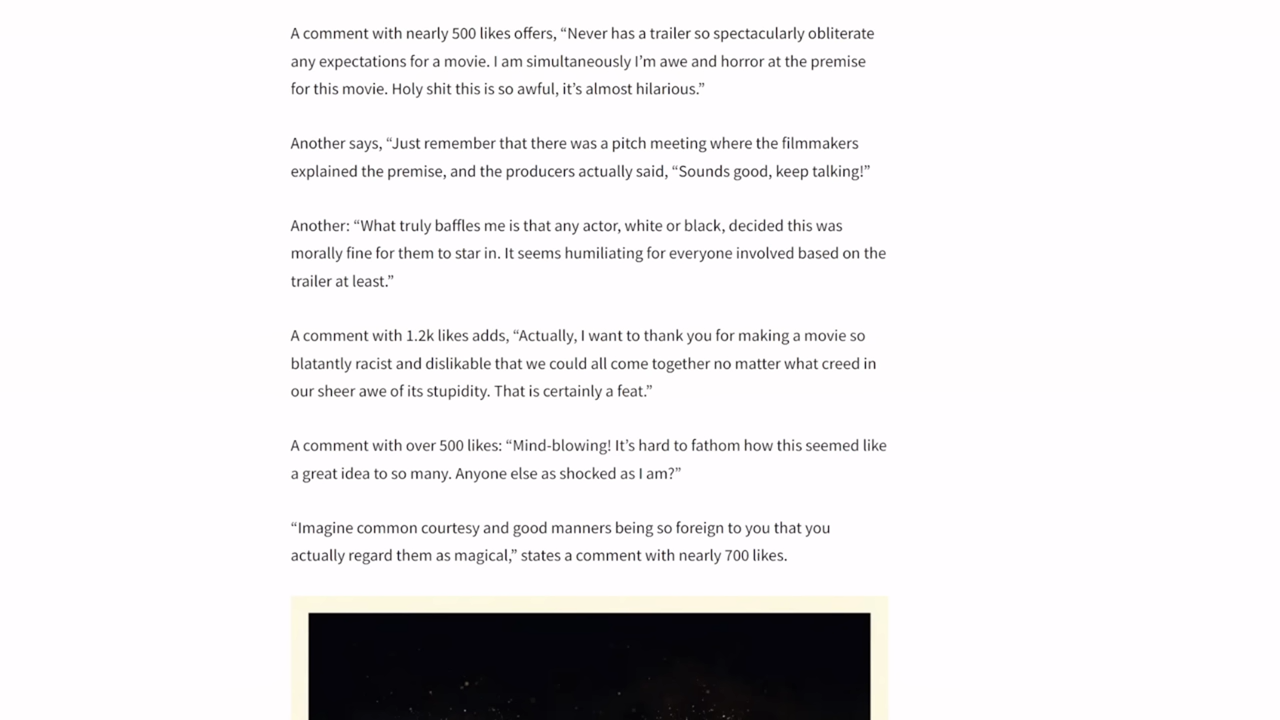 A comment with nearly 500 likes offers, “Never has a trailer so spectacularly obliterate
any expectations for a movie. I am simultaneously I’m awe and horror at the premise
for this movie. Holy shit this is so awful, it’s almost hilarious.”
Another says, “Just remember that there was a pitch meeting where the filmmakers
explained the premise, and the producers actually said, “Sounds good, keep talking!”
Another: “What truly baffles me is that any actor, white or black, decided this was
morally fine for them to star in. It seems humiliating for everyone involved based on the
trailer at least.”
A comment with 1.2k likes adds, “Actually, I want to thank you for making a movie so
blatantly racist and dislikable that we could all come together no matter what creed in
our sheer awe of its stupidity. That is certainly a feat.”
A comment with over 500 likes: “Mind-blowing! It’s hard to fathom how this seemed like
a great idea to so many. Anyone else as shocked as I am?”
“Imagine common courtesy and good manners being so foreign to you that you
actually regard them as magical,” states a comment with nearly 700 likes.